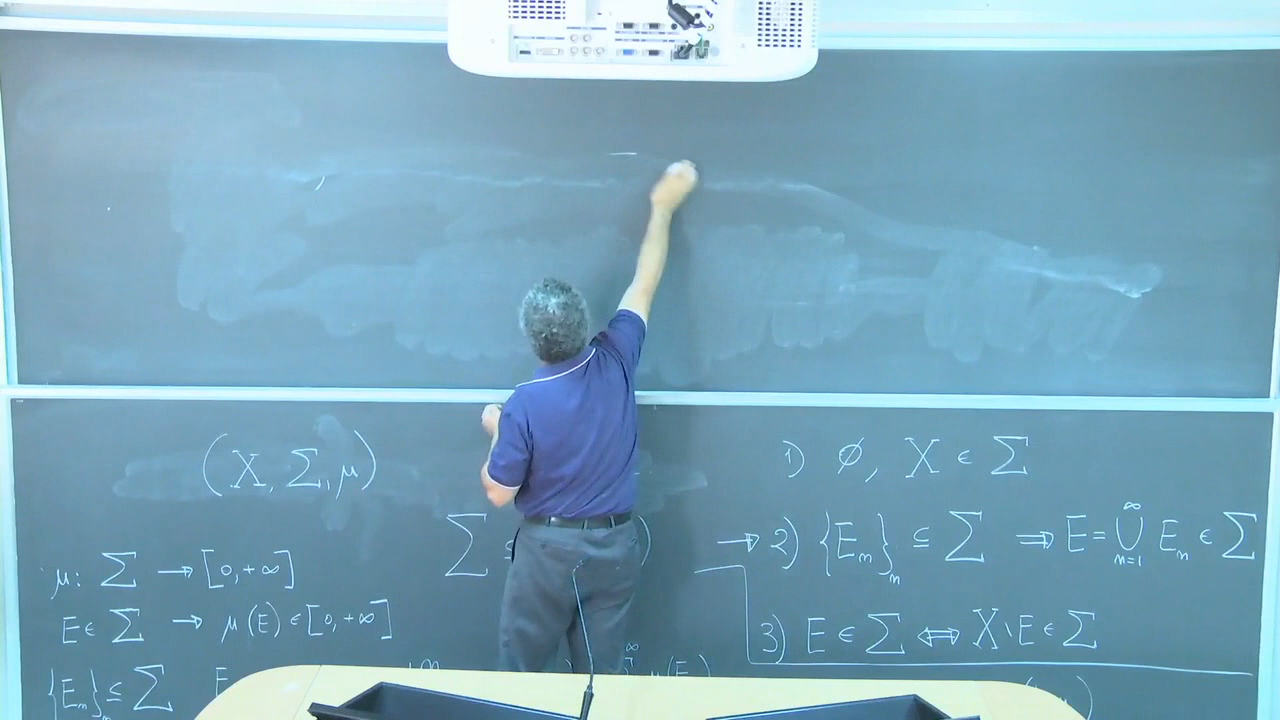 (X, Σ, μ)
Σ ⊆
μ: Σ → [0, +∞]
E ∈ Σ → μ(E) ∈ [0, +∞]
{E_n}_n ⊆ Σ
1) ∅, X ∈ Σ
→ 2) {E_n}_n ⊆ Σ ⇒ E = ⋃_{n=1}^∞ E_n ∈ Σ
3) E ∈ Σ ⇔ X \ E ∈ Σ